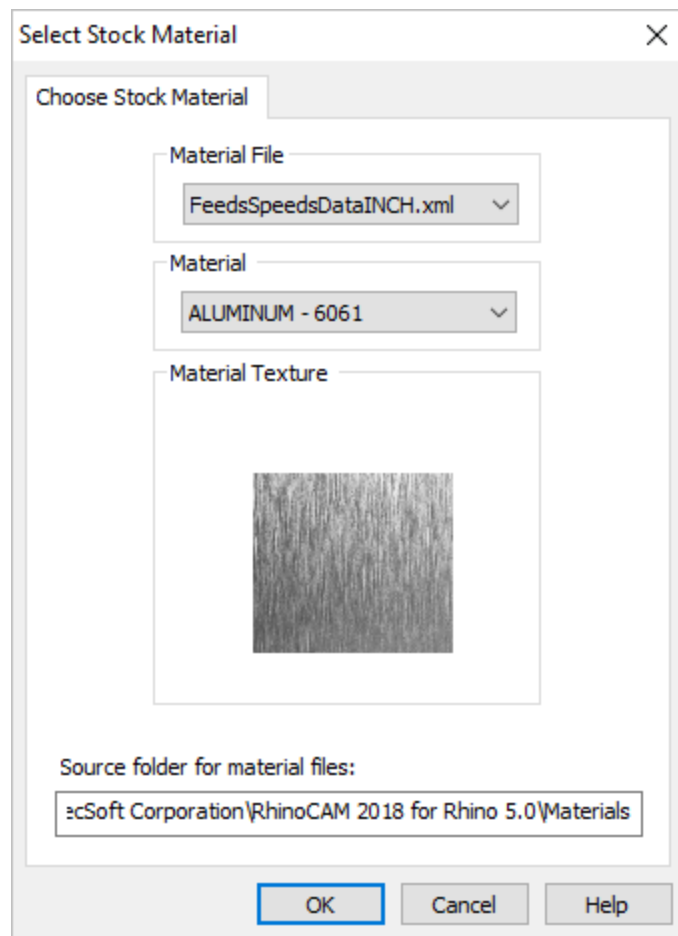 Select Stock Material
Choose Stock Material
Material File
FeedsSpeedsDataINCH.xml
Material
ALUMINUM - 6061
Material Texture
Source folder for material files:
ecSoft Corporation\RhinoCAM 2018 for Rhino 5.0\Materials
OK
Cancel
Help